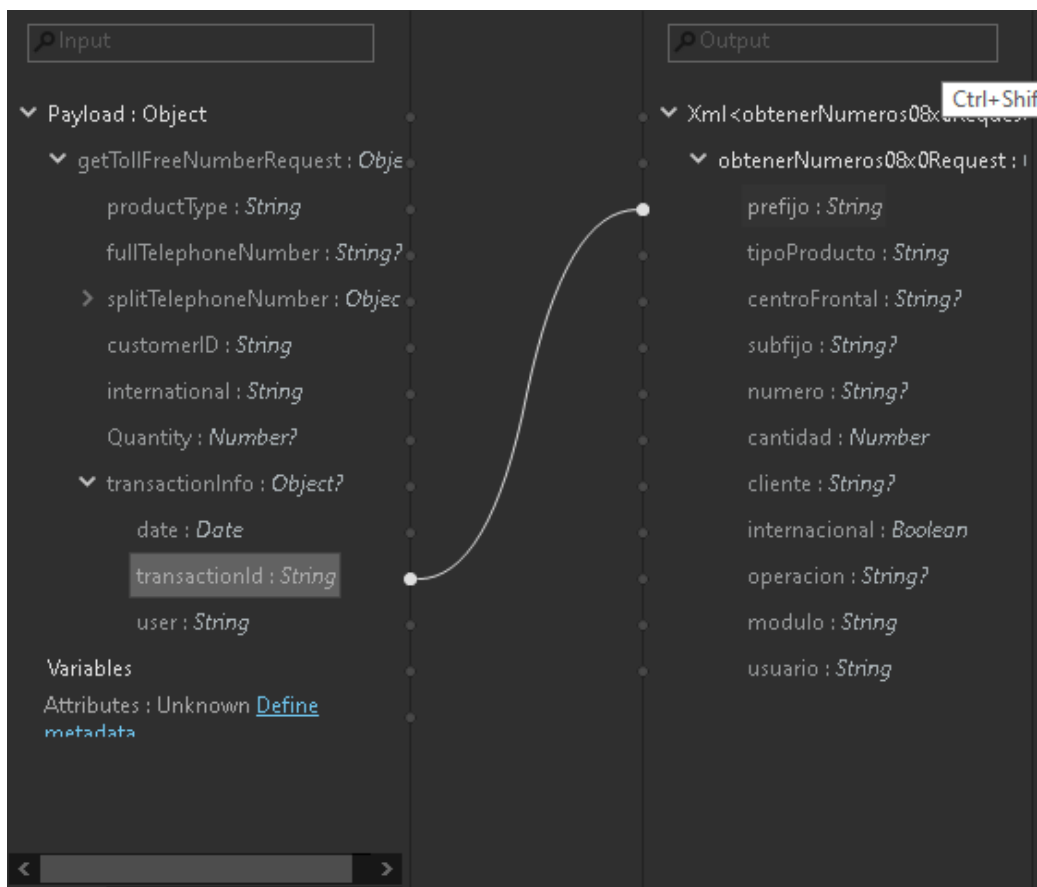 Input
Payload : Object
getTollFreeNumberRequest : Obje
productType : String
fullTelephoneNumber : String?
splitTelephoneNumber : Objec
customerID : String
international : String
Quantity : Number?
transactionInfo : Object?
date : Date
transactionId : String
user : String
Variables
Attributes : Unknown Define
metadata
Output
Ctrl+Shif
Xml<obtenerNumeros08x0Request
obtenerNumeros08x0Request :
prefijo : String
tipoProducto : String
centroFrontal : String?
subfijo : String?
numero : String?
cantidad : Number
cliente : String?
internacional : Boolean
operacion : String?
modulo : String
usuario : String